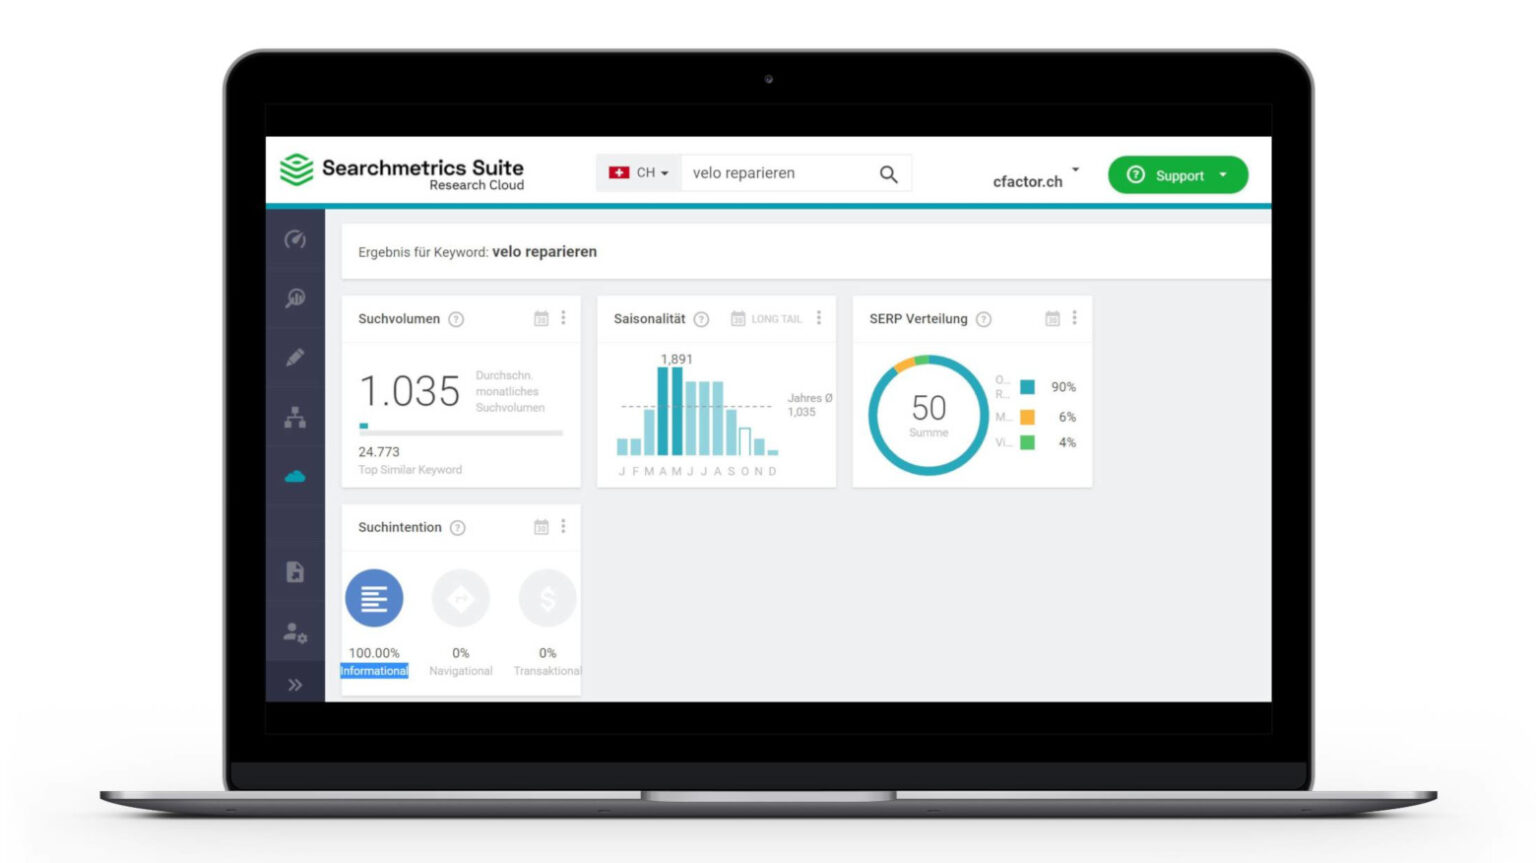 Searchmetrics Suite
Research Cloud
CH
velo reparieren
cfactor.ch
Support
Ergebnis für Keyword: velo reparieren
Suchvolumen
1.035
Durchschn.
monatliches
Suchvolumen
24.773
Top Similar Keyword
Saisonalität
LONG TAIL
1,891
Jahres Ø
1,035
J F M A M J J A S O N D
SERP Verteilung
50
Summe
O...
R...
90%
M...
6%
Vi...
4%
Suchintention
100.00%
Informational
0%
Navigational
0%
Transaktional